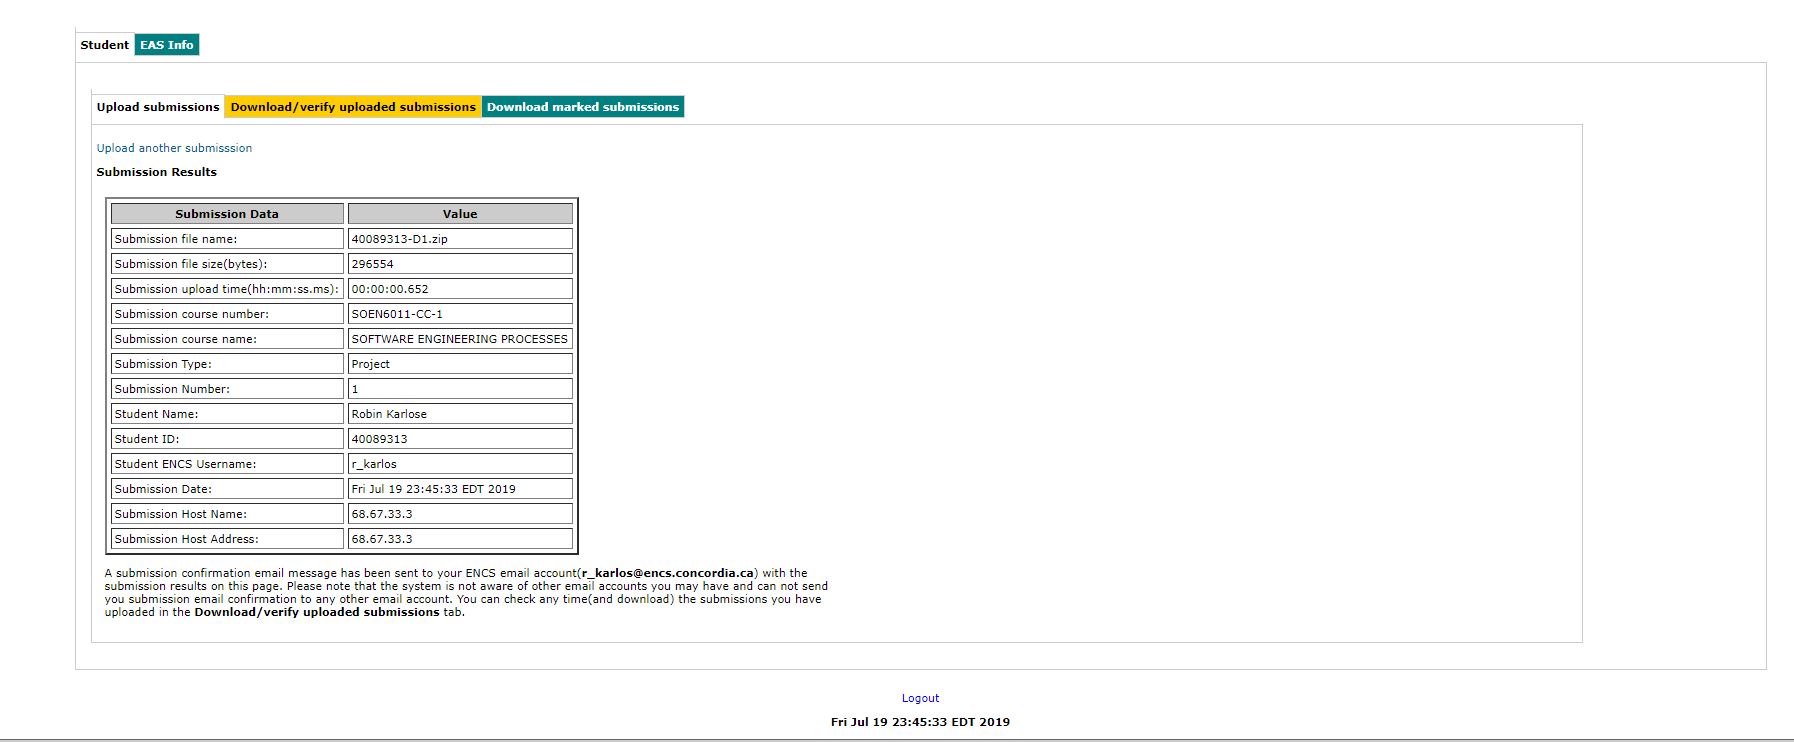 Student EAS Info
Upload submissions Download/verify uploaded submissions Download marked submissions
Upload another submisssion
Submission Results
Submission Data Value
Submission file name: 40089313-D1.zip
Submission file size(bytes): 296554
Submission upload time(hh:mm:ss.ms): 00:00:00.652
Submission course number: SOEN6011-CC-1
Submission course name: SOFTWARE ENGINEERING PROCESSES
Submission Type: Project
Submission Number: 1
Student Name: Robin Karlose
Student ID: 40089313
Student ENCS Username: r_karlos
Submission Date: Fri Jul 19 23:45:33 EDT 2019
Submission Host Name: 68.67.33.3
Submission Host Address: 68.67.33.3
A submission confirmation email message has been sent to your ENCS email account(r_karlos@encs.concordia.ca) with the
submission results on this page. Please note that the system is not aware of other email accounts you may have and can not send
you submission email confirmation to any other email account. You can check any time(and download) the submissions you have
uploaded in the Download/verify uploaded submissions tab.
Logout
Fri Jul 19 23:45:33 EDT 2019